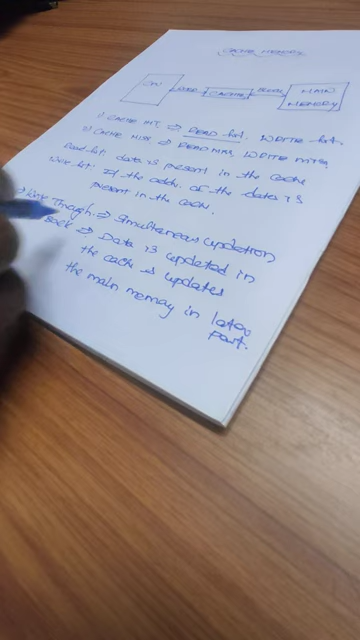 CACHE MEMORY
CPU WORD CACHE BLOCK MAIN MEMORY
1) CACHE HIT ⇒ READ hit, WRITE hit.
2) CACHE MISS ⇒ READ MISS, WRITE MISS.
Read hit: data is present in the cache
Write hit: If the addr. of the data is
present in the cache.
Write Through ⇒ Simultaneous updation
Back ⇒ Data is updated in
the cache & updates
the main memory in later
part.